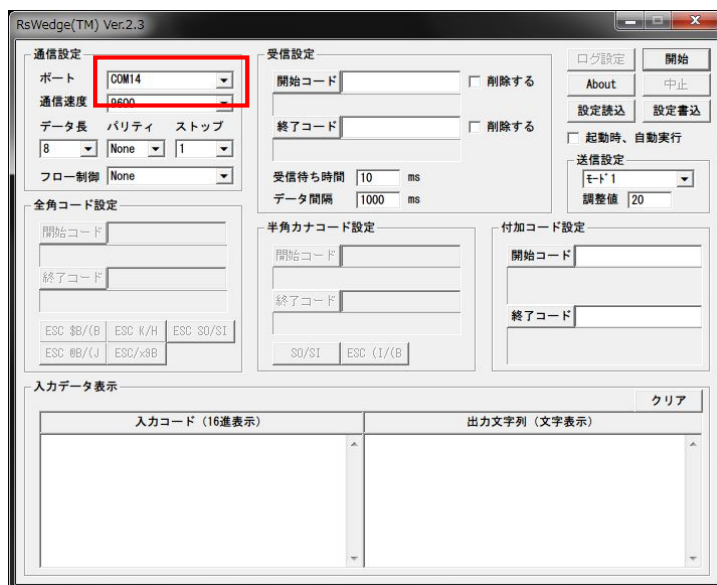 RsWedge(TM) Ver.2.3
通信設定
ポート COM14
通信速度 9600
データ長 パリティ ストップ
8 None 1
フロー制御 None
受信設定
開始コード 削除する
終了コード 削除する
受信待ち時間 10 ms
データ間隔 1000 ms
ログ設定 開始
About 中止
設定読込 設定書込
起動時、自動実行
送信設定
モード1
調整値 20
全角コード設定
開始コード
終了コード
ESC $B/(B ESC K/H ESC SO/SI
ESC @B/(J ESC/x9B
半角カナコード設定
開始コード
終了コード
SO/SI ESC (I/(B
付加コード設定
開始コード
終了コード
入力データ表示
クリア
入力コード（16進表示） 出力文字列（文字表示）